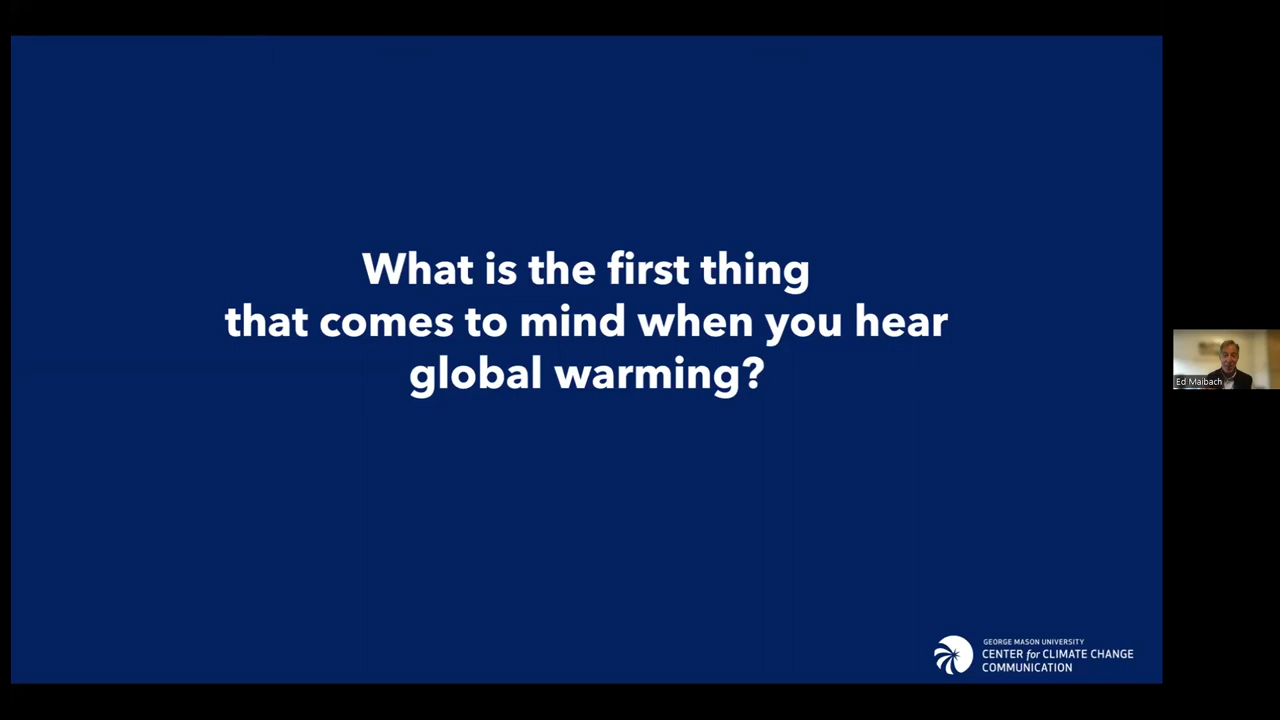 What is the first thing
that comes to mind when you hear
global warming?
Ed Maibach
GEORGE MASON UNIVERSITY
CENTER for CLIMATE CHANGE
COMMUNICATION